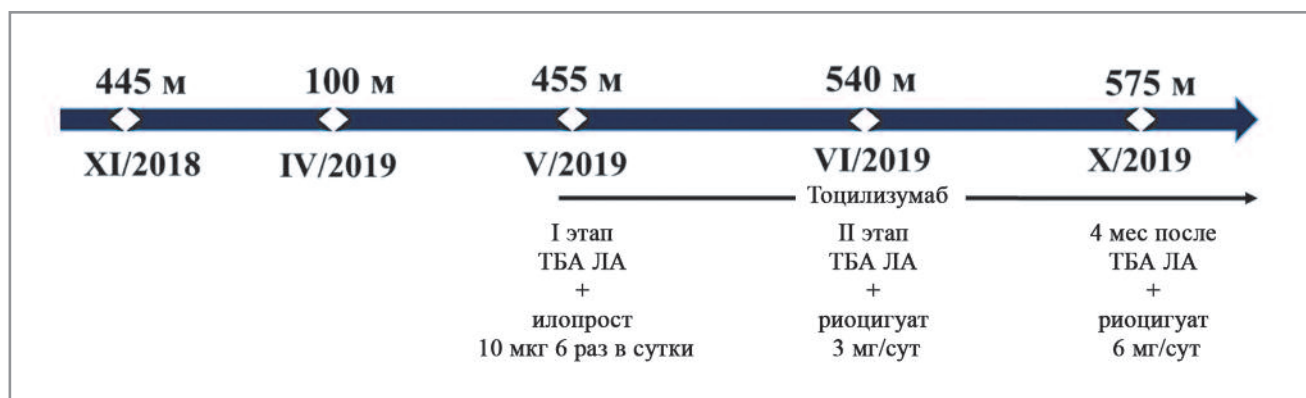 445 м 100 м 455 м 540 м 575 м
XI/2018 IV/2019 V/2019 VI/2019 X/2019
Тоцилизумаб
I этап II этап 4 мес после
ТБА ЛА ТБА ЛА ТБА ЛА
+ + +
илопрост риоцигуат риоцигуат
10 мкг 6 раз в сутки 3 мг/сут 6 мг/сут